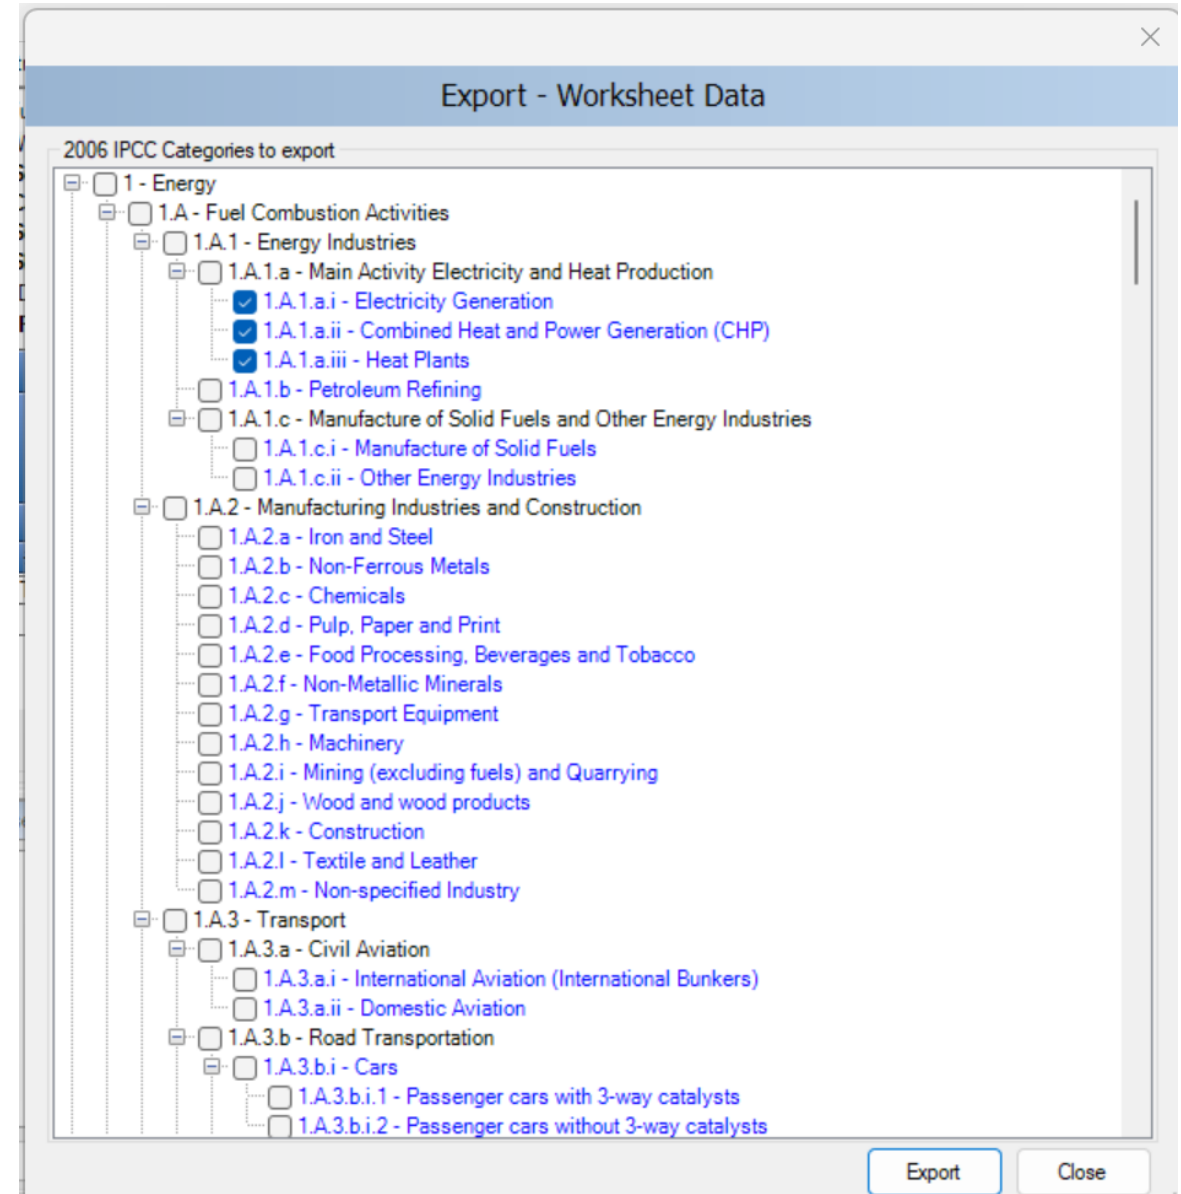 Export - Worksheet Data
2006 IPCC Categories to export
1 - Energy
1.A - Fuel Combustion Activities
1.A.1 - Energy Industries
1.A.1.a - Main Activity Electricity and Heat Production
1.A.1.a.i - Electricity Generation
1.A.1.a.ii - Combined Heat and Power Generation (CHP)
1.A.1.a.iii - Heat Plants
1.A.1.b - Petroleum Refining
1.A.1.c - Manufacture of Solid Fuels and Other Energy Industries
1.A.1.c.i - Manufacture of Solid Fuels
1.A.1.c.ii - Other Energy Industries
1.A.2 - Manufacturing Industries and Construction
1.A.2.a - Iron and Steel
1.A.2.b - Non-Ferrous Metals
1.A.2.c - Chemicals
1.A.2.d - Pulp, Paper and Print
1.A.2.e - Food Processing, Beverages and Tobacco
1.A.2.f - Non-Metallic Minerals
1.A.2.g - Transport Equipment
1.A.2.h - Machinery
1.A.2.i - Mining (excluding fuels) and Quarrying
1.A.2.j - Wood and wood products
1.A.2.k - Construction
1.A.2.l - Textile and Leather
1.A.2.m - Non-specified Industry
1.A.3 - Transport
1.A.3.a - Civil Aviation
1.A.3.a.i - International Aviation (International Bunkers)
1.A.3.a.ii - Domestic Aviation
1.A.3.b - Road Transportation
1.A.3.b.i - Cars
1.A.3.b.i.1 - Passenger cars with 3-way catalysts
1.A.3.b.i.2 - Passenger cars without 3-way catalysts
Export
Close